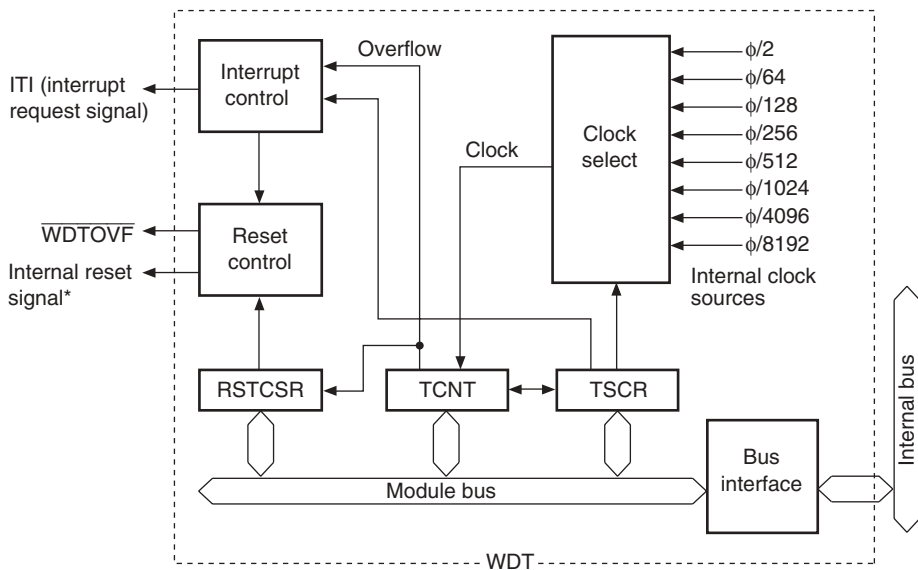 Overflow
Interrupt
control
ITI (interrupt
request signal)
ϕ/2
ϕ/64
ϕ/128
ϕ/256
ϕ/512
ϕ/1024
ϕ/4096
ϕ/8192
Clock
select
Clock
Internal clock
sources
WDTOVF
Internal reset
signal*
Reset
control
RSTCSR
TCNT
TSCR
Module bus
Bus
interface
Internal bus
WDT